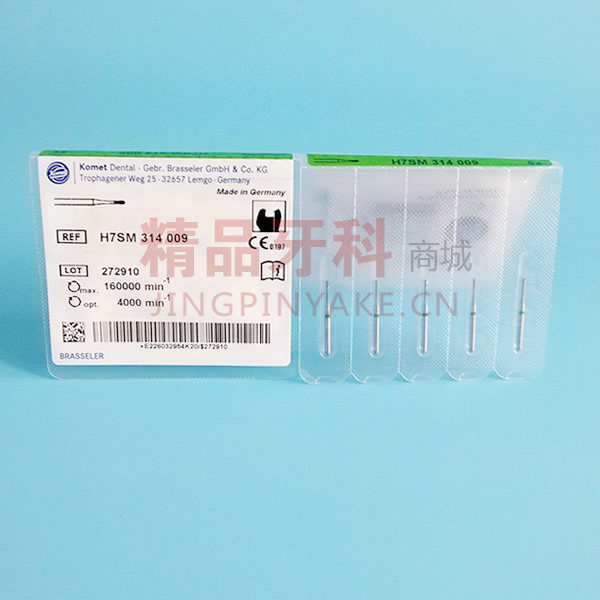 Komet Dental · Gebr. Brasseler GmbH & Co. KG
Trophagener Weg 25 · 32657 Lemgo · Germany
Made in Germany
REF H7SM 314 009
CE 0197
LOT 272910
max. 160000 min-1
opt. 4000 min-1
+E226032954K20/$272910
BRASSELER
H7SM 314 009
5x
精品牙科 商城
JINGPINYAKE.CN